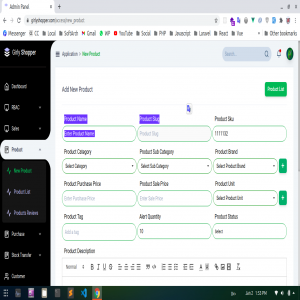 Admin Panel
girlyshopper.com/access/new_product
Messenger CC Local SoftArch Gmail WP YouTube Social PHP Javascript Laravel React Vue Other bookmarks
Girly Shopper
Application > New Product
Search...
Dashboard
RBAC
Sales
Product
New Product
Product List
Products Reviews
Purchase
Stock Transfer
Customer
Add New Product
Product List
Product Name Product Slug Product Sku
Enter Product Name Product Slug 1111132
Product Category Product Sub Category Product Brand
Select Category Select Sub Category Select Product Brand
Product Purchase Price Product Sale Price Product Unit
Enter Purchase Price Enter Sale Price Select Product Unit
Product Tag Alert Quantity Product Status
Add a tag 10 Select
Product Description
Normal B I U S
Jun 2 1:53 PM